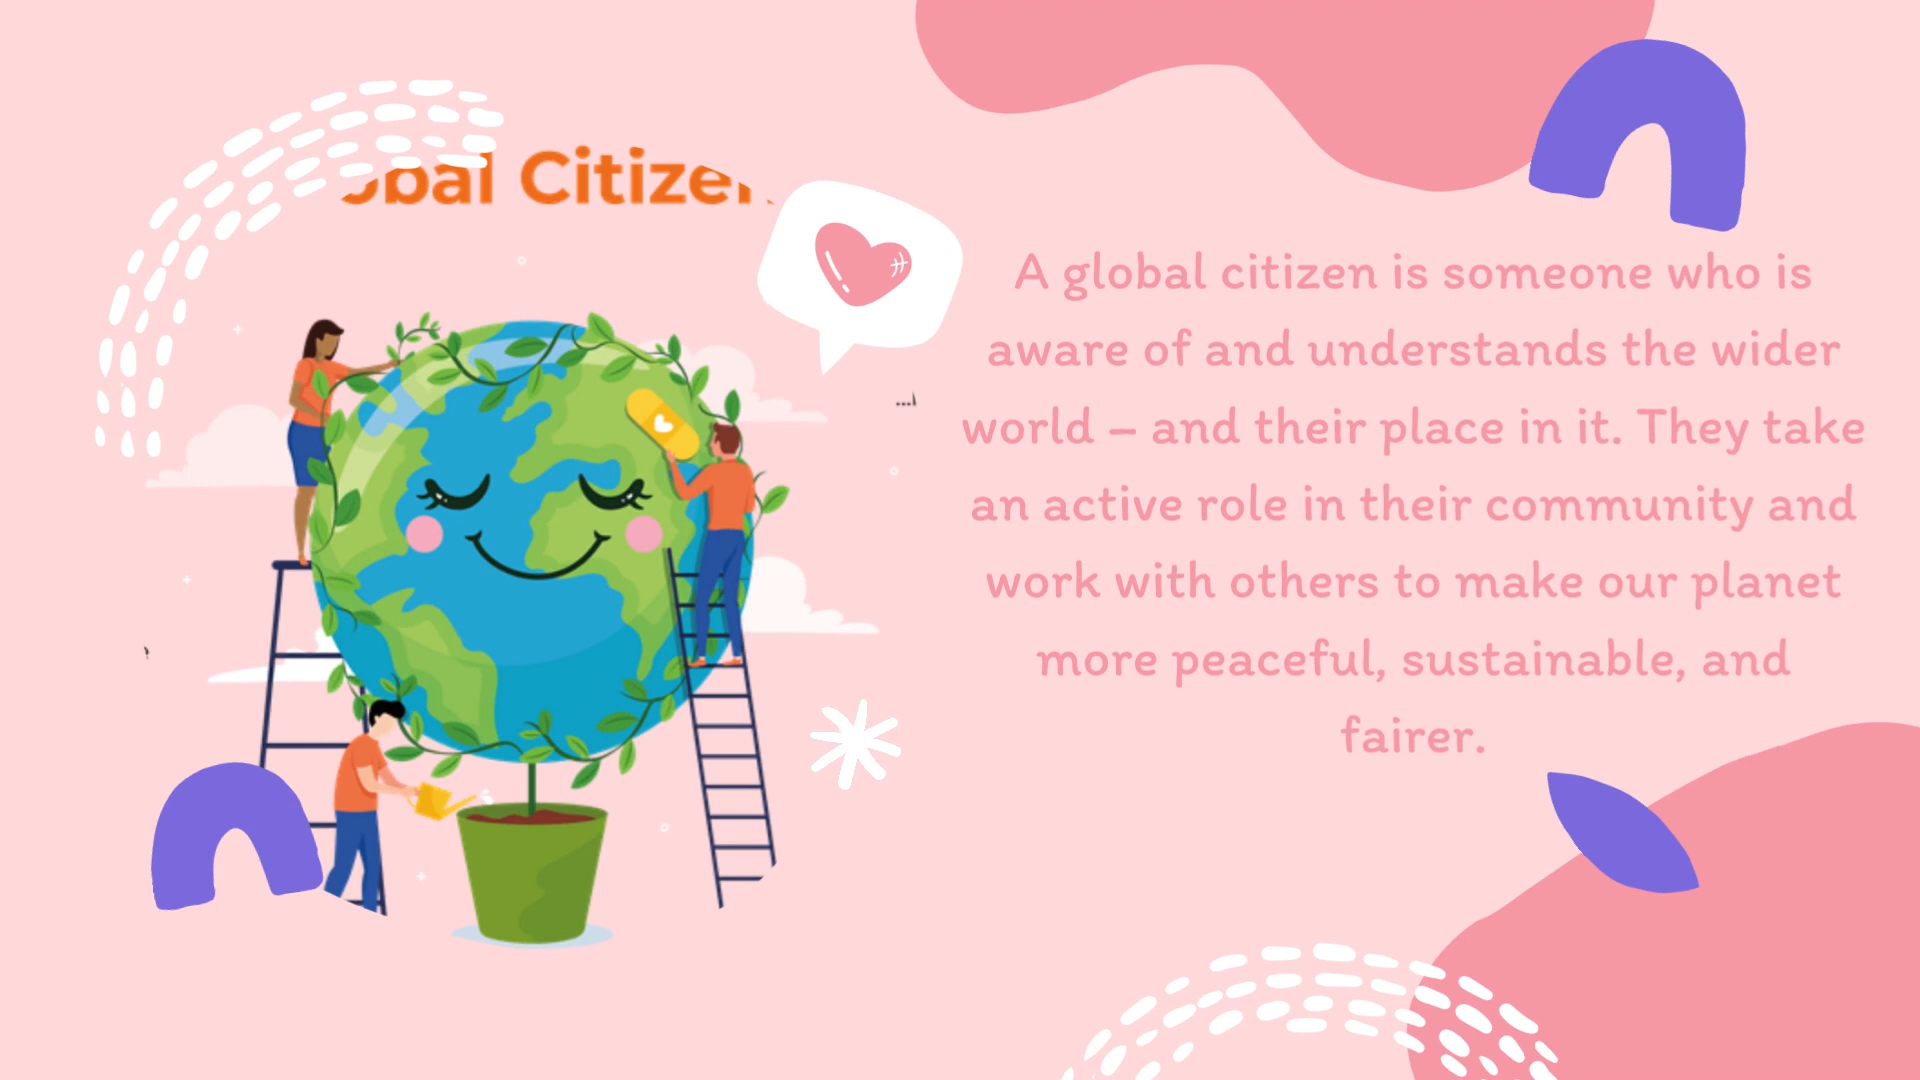 obal Citizen
A global citizen is someone who is
aware of and understands the wider
world – and their place in it. They take
an active role in their community and
work with others to make our planet
more peaceful, sustainable, and
fairer.